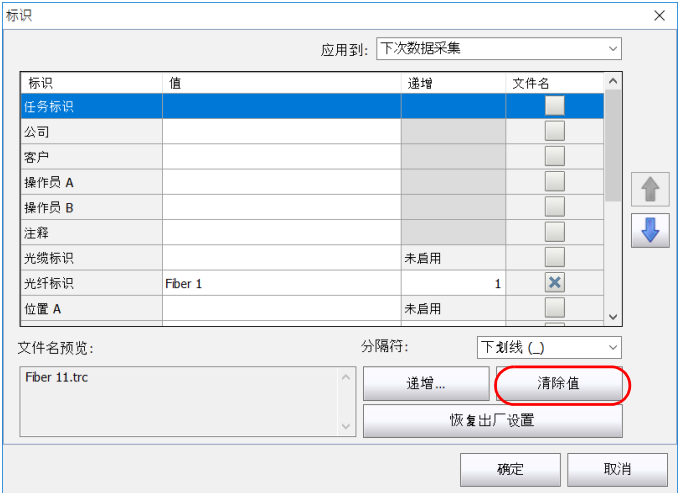 标识
应用到: 下次数据采集
标识 值 递增 文件名
任务标识
公司
客户
操作员 A
操作员 B
注释
光缆标识 未启用
光纤标识 Fiber 1 1
位置 A 未启用
文件名预览: 分隔符: 下划线 (_)
Fiber 11.trc 递增... 清除值
恢复出厂设置
确定 取消